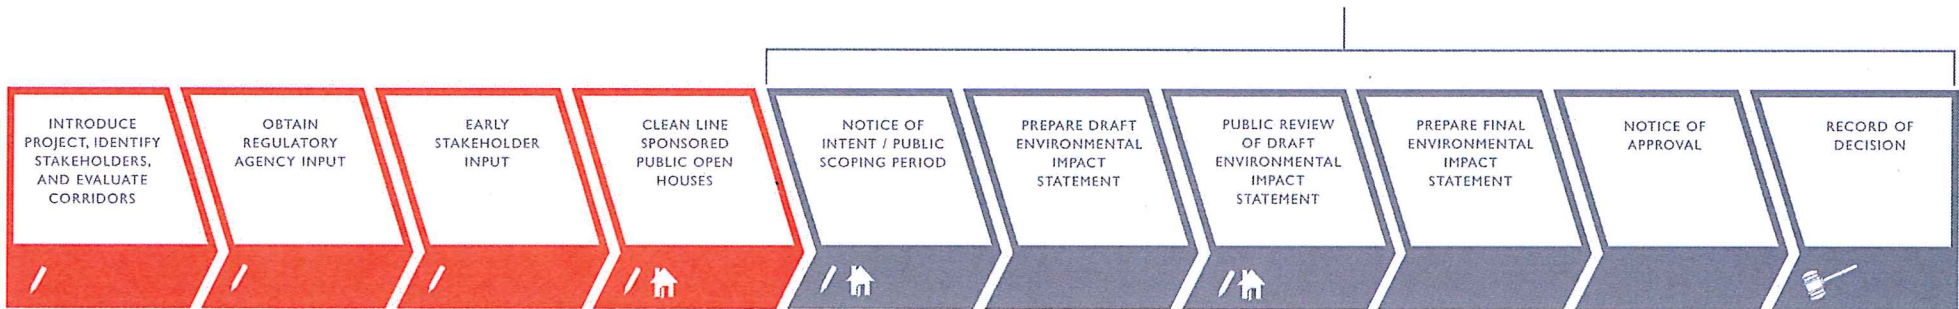 INTRODUCE
PROJECT, IDENTIFY
STAKEHOLDERS,
AND EVALUATE
CORRIDORS
OBTAIN
REGULATORY
AGENCY INPUT
EARLY
STAKEHOLDER
INPUT
CLEAN LINE
SPONSORED
PUBLIC OPEN
HOUSES
NOTICE OF
INTENT / PUBLIC
SCOPING PERIOD
PREPARE DRAFT
ENVIRONMENTAL
IMPACT
STATEMENT
PUBLIC REVIEW
OF DRAFT
ENVIRONMENTAL
IMPACT
STATEMENT
PREPARE FINAL
ENVIRONMENTAL
IMPACT
STATEMENT
NOTICE OF
APPROVAL
RECORD OF
DECISION